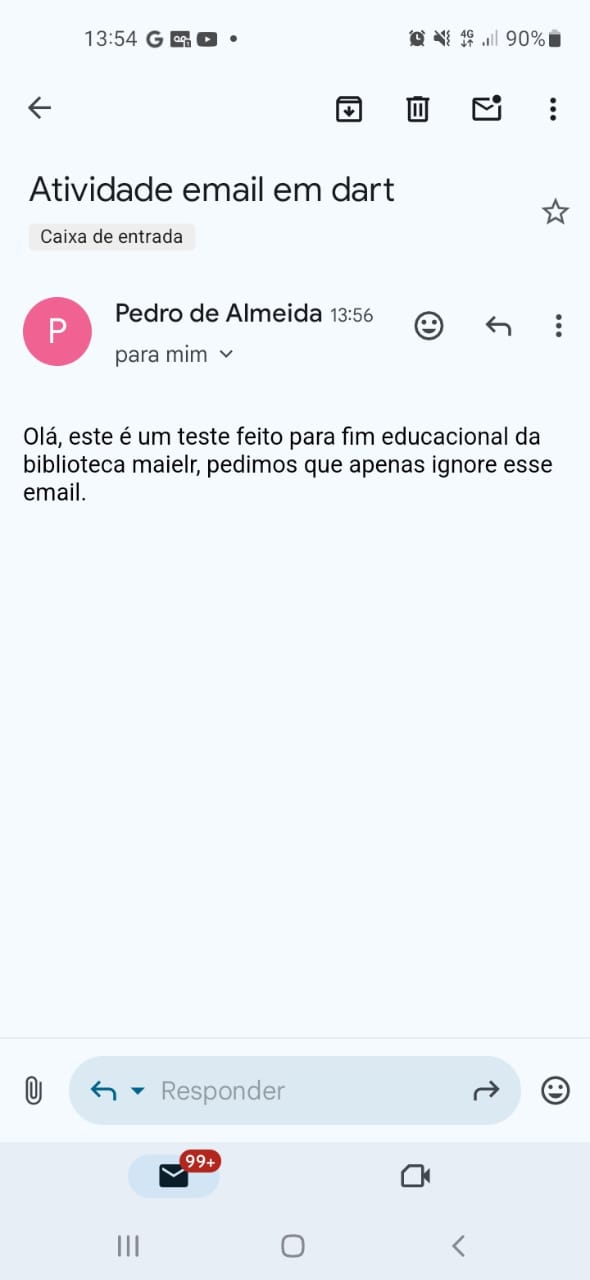 13:54 90%
Atividade email em dart
Caixa de entrada
P
Pedro de Almeida 13:56
para mim
Olá, este é um teste feito para fim educacional da
biblioteca maielr, pedimos que apenas ignore esse
email.
Responder
99+